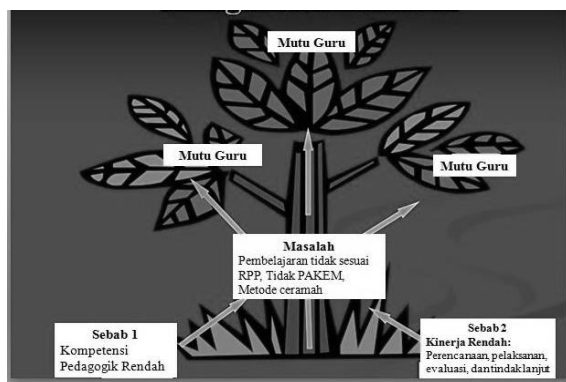 Mutu Guru
Mutu Guru
Mutu Guru
Masalah
Pembelajaran tidak sesuai
RPP, Tidak PAKEM,
Metode ceramah
Sebab 1
Kompetensi
Pedagogik Rendah
Sebab 2
Kinerja Rendah:
Perencanaan, pelaksanan,
evaluasi, dantindaklanjut